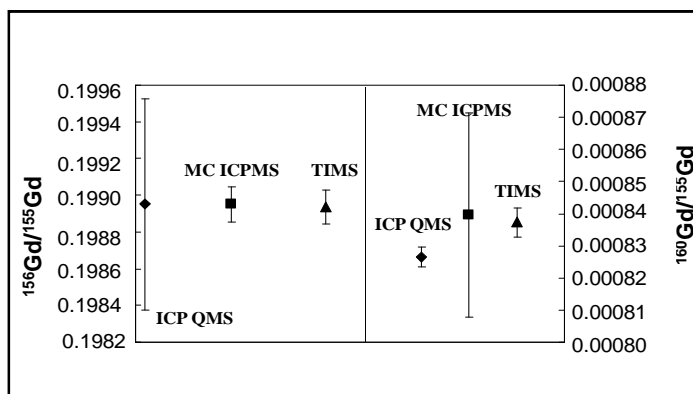 0.1996
0.1994
0.1992
0.1990
0.1988
0.1986
0.1984
0.1982
¹⁵⁶Gd/¹⁵⁵Gd
MC ICPMS
TIMS
ICP QMS
MC ICPMS
TIMS
ICP QMS
0.00088
0.00087
0.00086
0.00085
0.00084
0.00083
0.00082
0.00081
0.00080
¹⁶⁰Gd/¹⁵⁵Gd